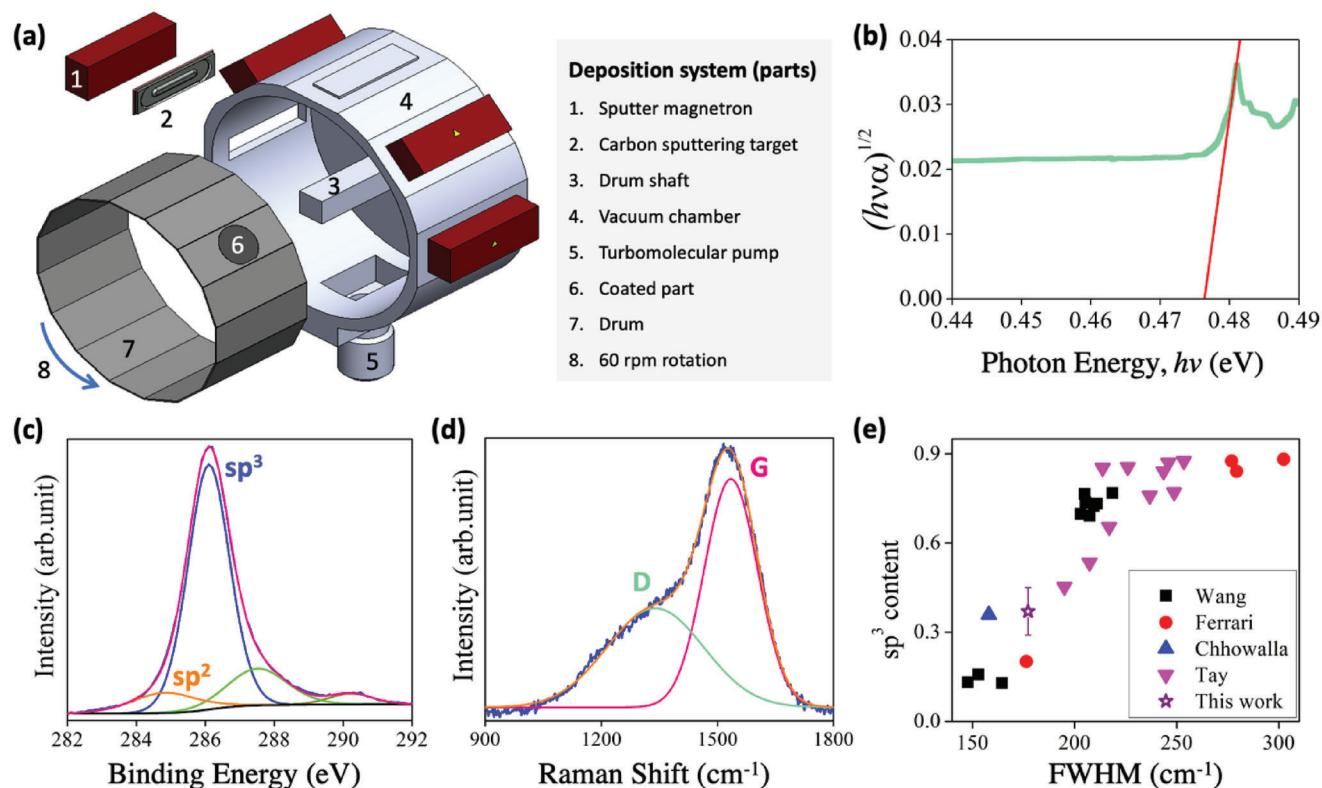 (a)
1
2
3
4
5
6
7
8
Deposition system (parts)
1. Sputter magnetron
2. Carbon sputtering target
3. Drum shaft
4. Vacuum chamber
5. Turbomolecular pump
6. Coated part
7. Drum
8. 60 rpm rotation
(b)
0.04
0.03
0.02
0.01
0.00
(hνα)^1/2
0.44 0.45 0.46 0.47 0.48 0.49
Photon Energy, hν (eV)
(c)
sp³
sp²
Intensity (arb.unit)
282 284 286 288 290 292
Binding Energy (eV)
(d)
G
D
Intensity (arb.unit)
900 1200 1500 1800
Raman Shift (cm⁻¹)
(e)
0.9
0.6
0.3
0.0
sp³ content
Wang
Ferrari
Chhowalla
Tay
This work
150 200 250 300
FWHM (cm⁻¹)